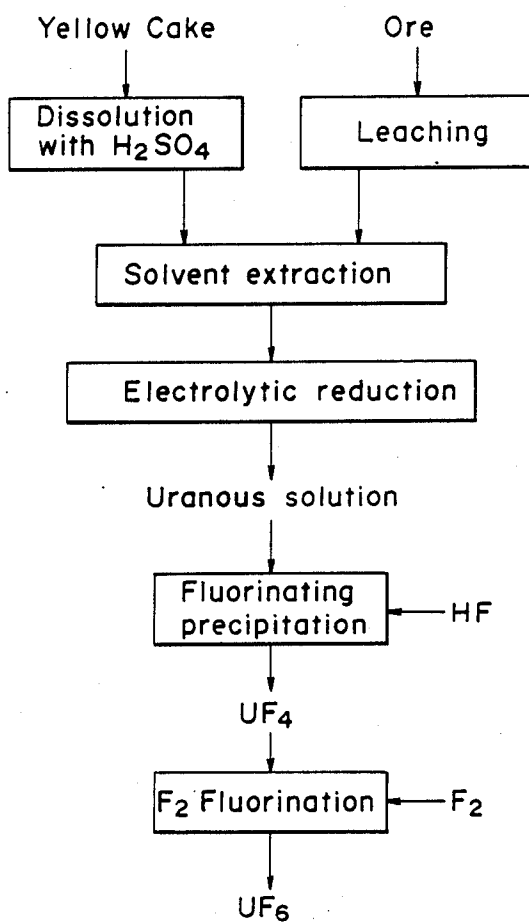 Yellow Cake
Ore
Dissolution
with H₂SO₄
Leaching
Solvent extraction
Electrolytic reduction
Uranous solution
Fluorinating
precipitation
HF
UF₄
F₂ Fluorination
F₂
UF₆